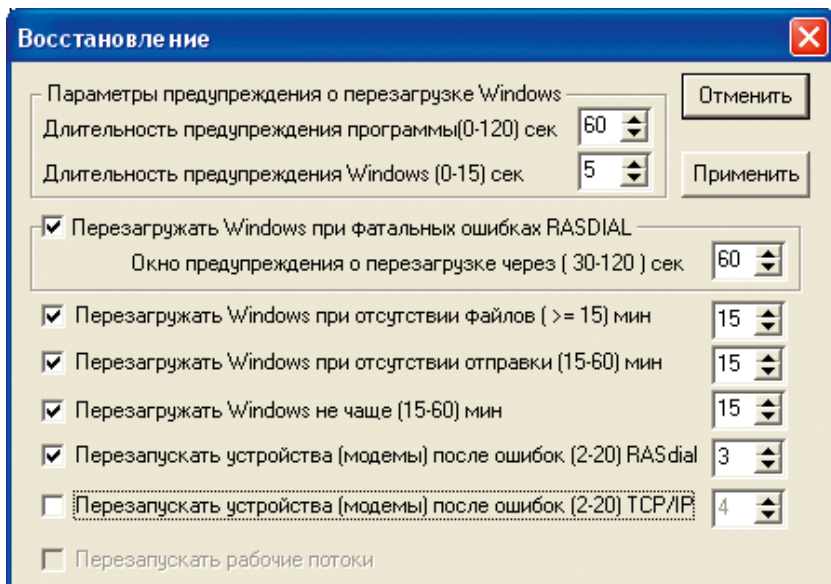 Восстановление
Параметры предупреждения о перезагрузке Windows
Отменить
Длительность предупреждения программы(0-120) сек 60
Длительность предупреждения Windows (0-15) сек 5
Применить
Перезагружать Windows при фатальных ошибках RASDIAL
Окно предупреждения о перезагрузке через ( 30-120 ) сек 60
Перезагружать Windows при отсутствии файлов ( >= 15) мин 15
Перезагружать Windows при отсутствии отправки (15-60) мин 15
Перезагружать Windows не чаще (15-60) мин 15
Перезапускать устройства (модемы) после ошибок (2-20) RASdial 3
Перезапускать устройства (модемы) после ошибок (2-20) TCP/IP 4
Перезапускать рабочие потоки